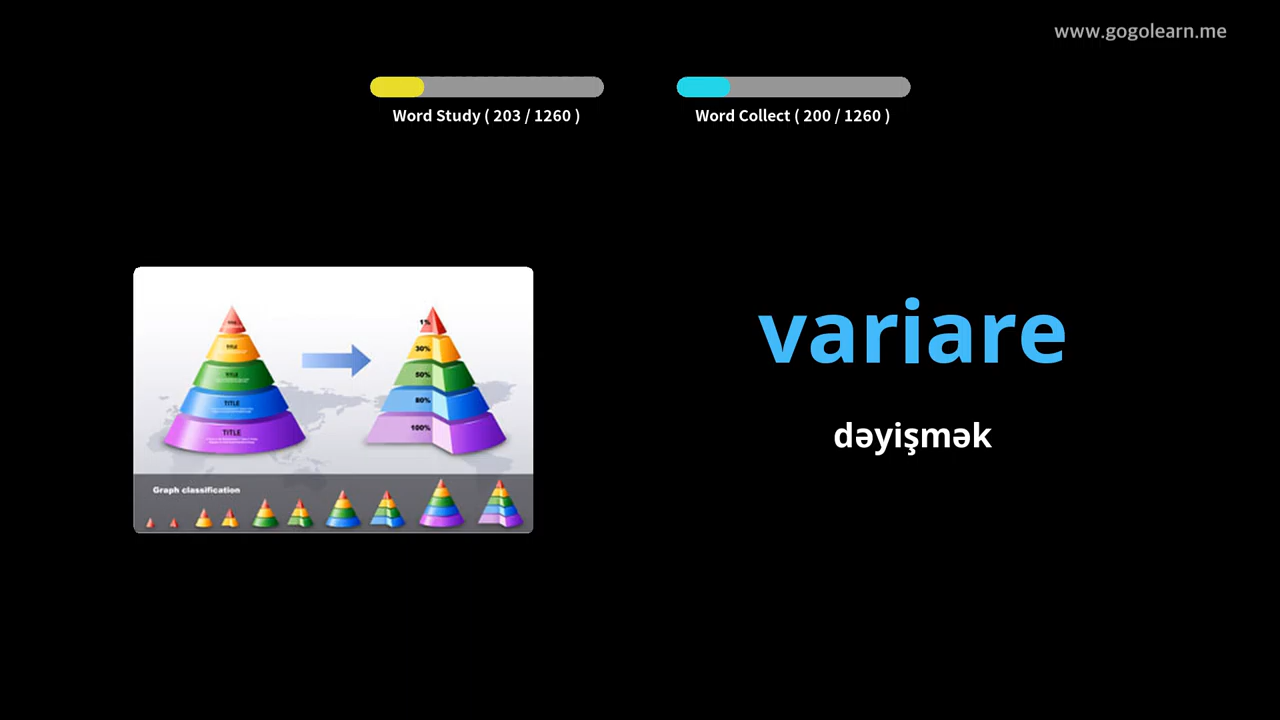 www.gogolearn.me
Word Study ( 203 / 1260 )
Word Collect ( 200 / 1260 )
variare
dəyişmək
1%
30%
TITLE
50%
TITLE
80%
TITLE
100%
TITLE
Graph classification